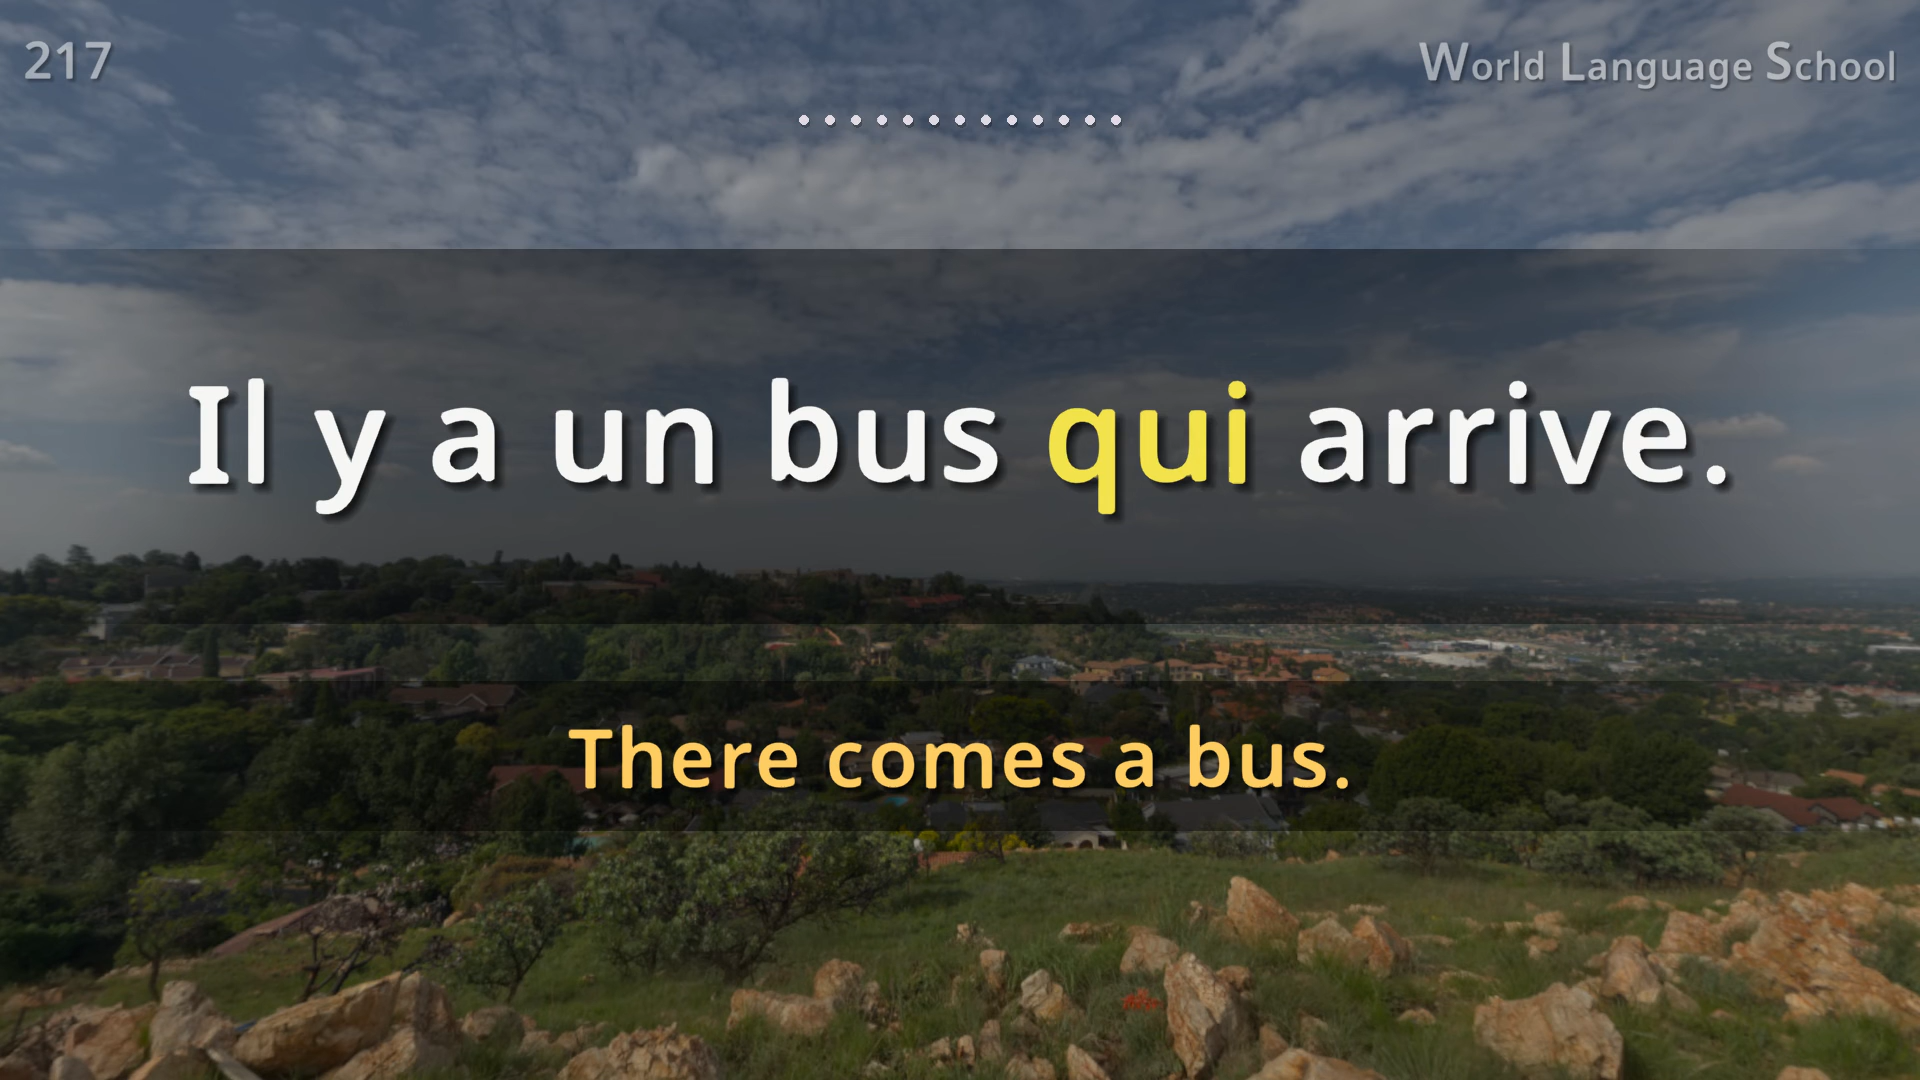 217
World Language School
Il y a un bus qui arrive.
There comes a bus.